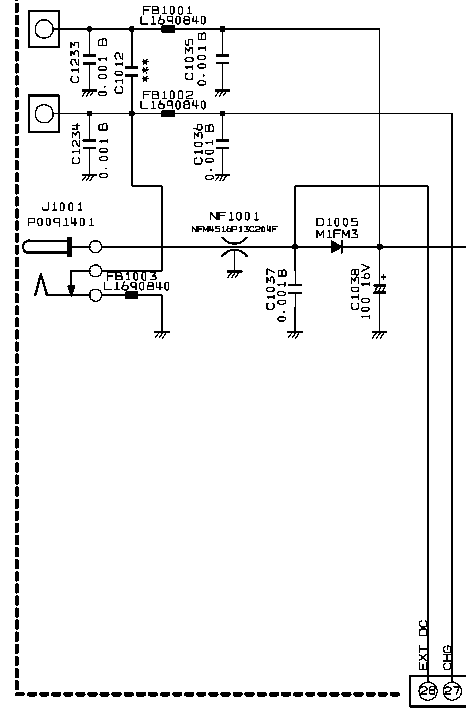 FB1001
L1690840
C1233
0.001 B
C1012
***
C1035
0.001 B
FB1002
L1690840
C1234
0.001 B
C1036
0.001 B
J1001
P0091401
NF1001
NFM4516P13C204F
D1005
M1FM3
FB1003
L1690840
C1037
0.001 B
C1038
100 16V
+
EXT DC
CHG
28
27